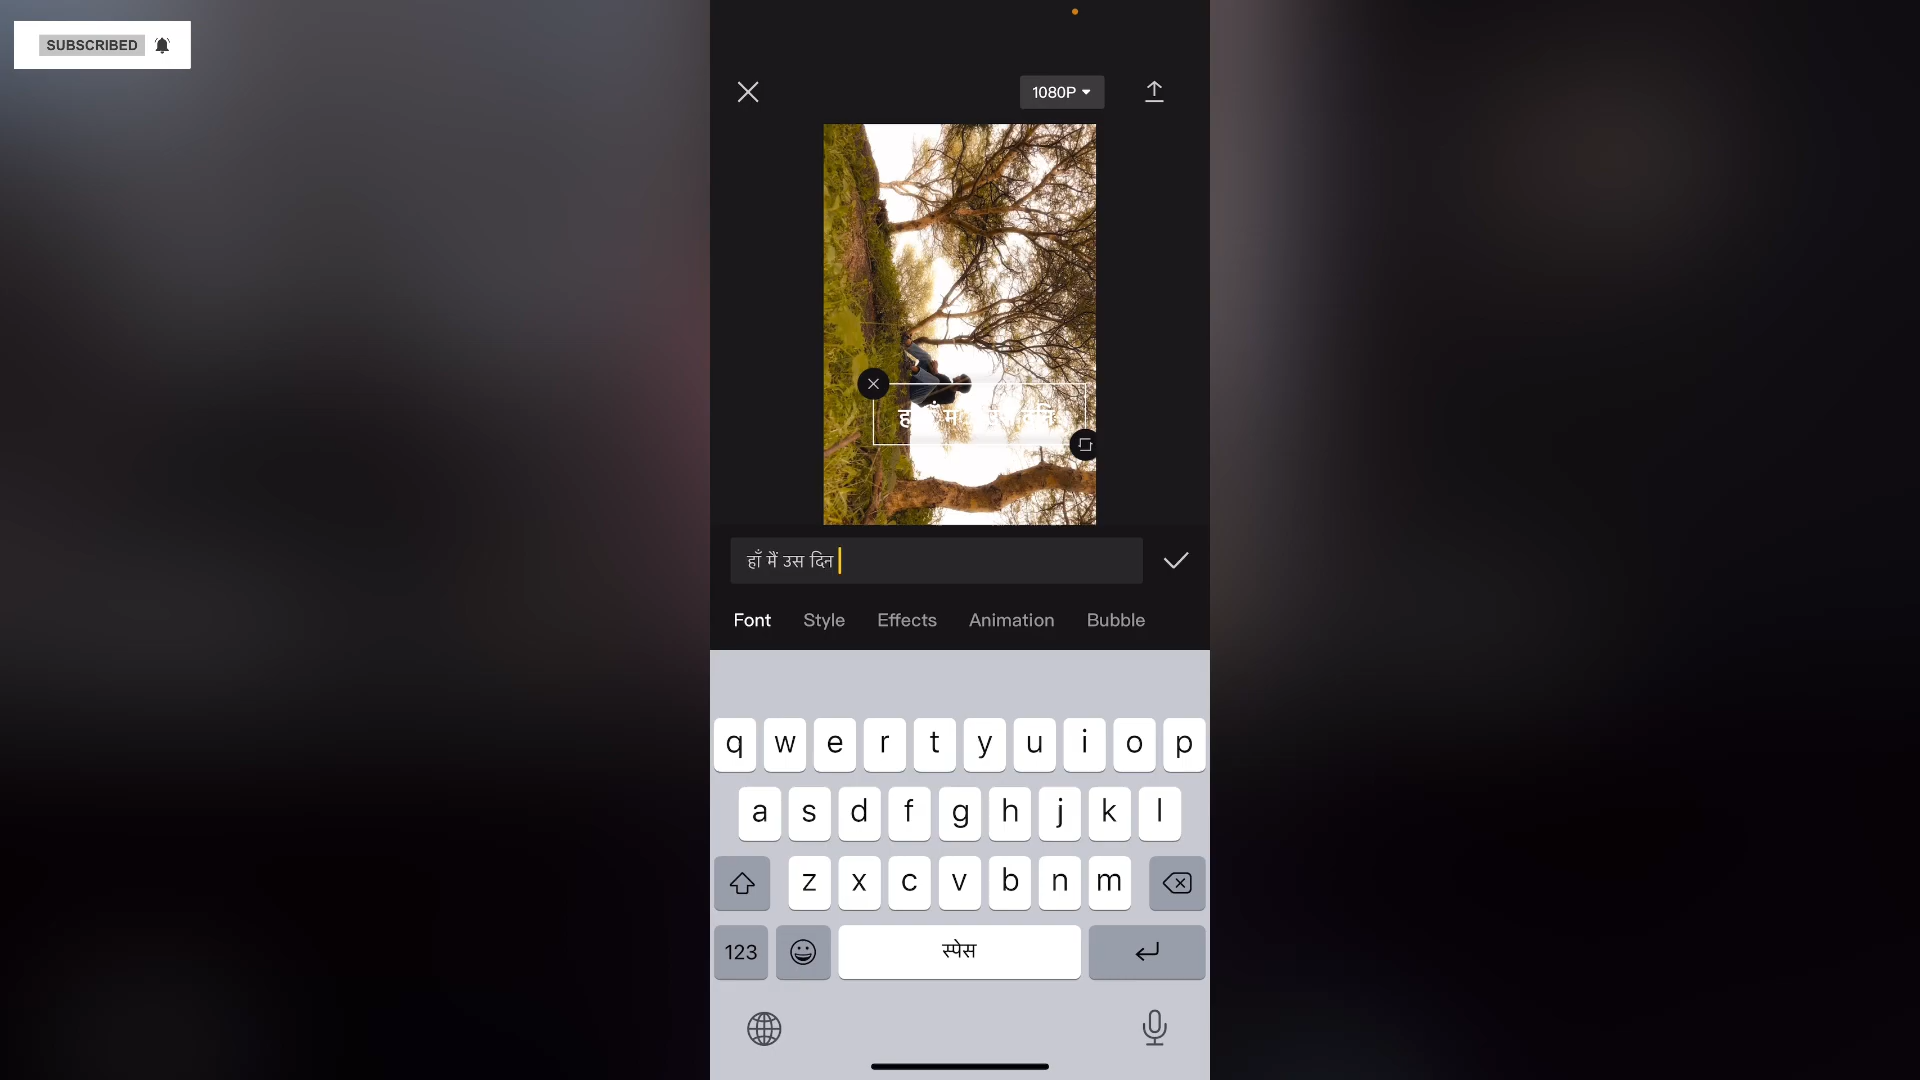 SUBSCRIBED
1080P
हाँ मैं उस दिन
Font Style Effects Animation Bubble
q w e r t y u i o p
a s d f g h j k l
z x c v b n m
123 स्पेस